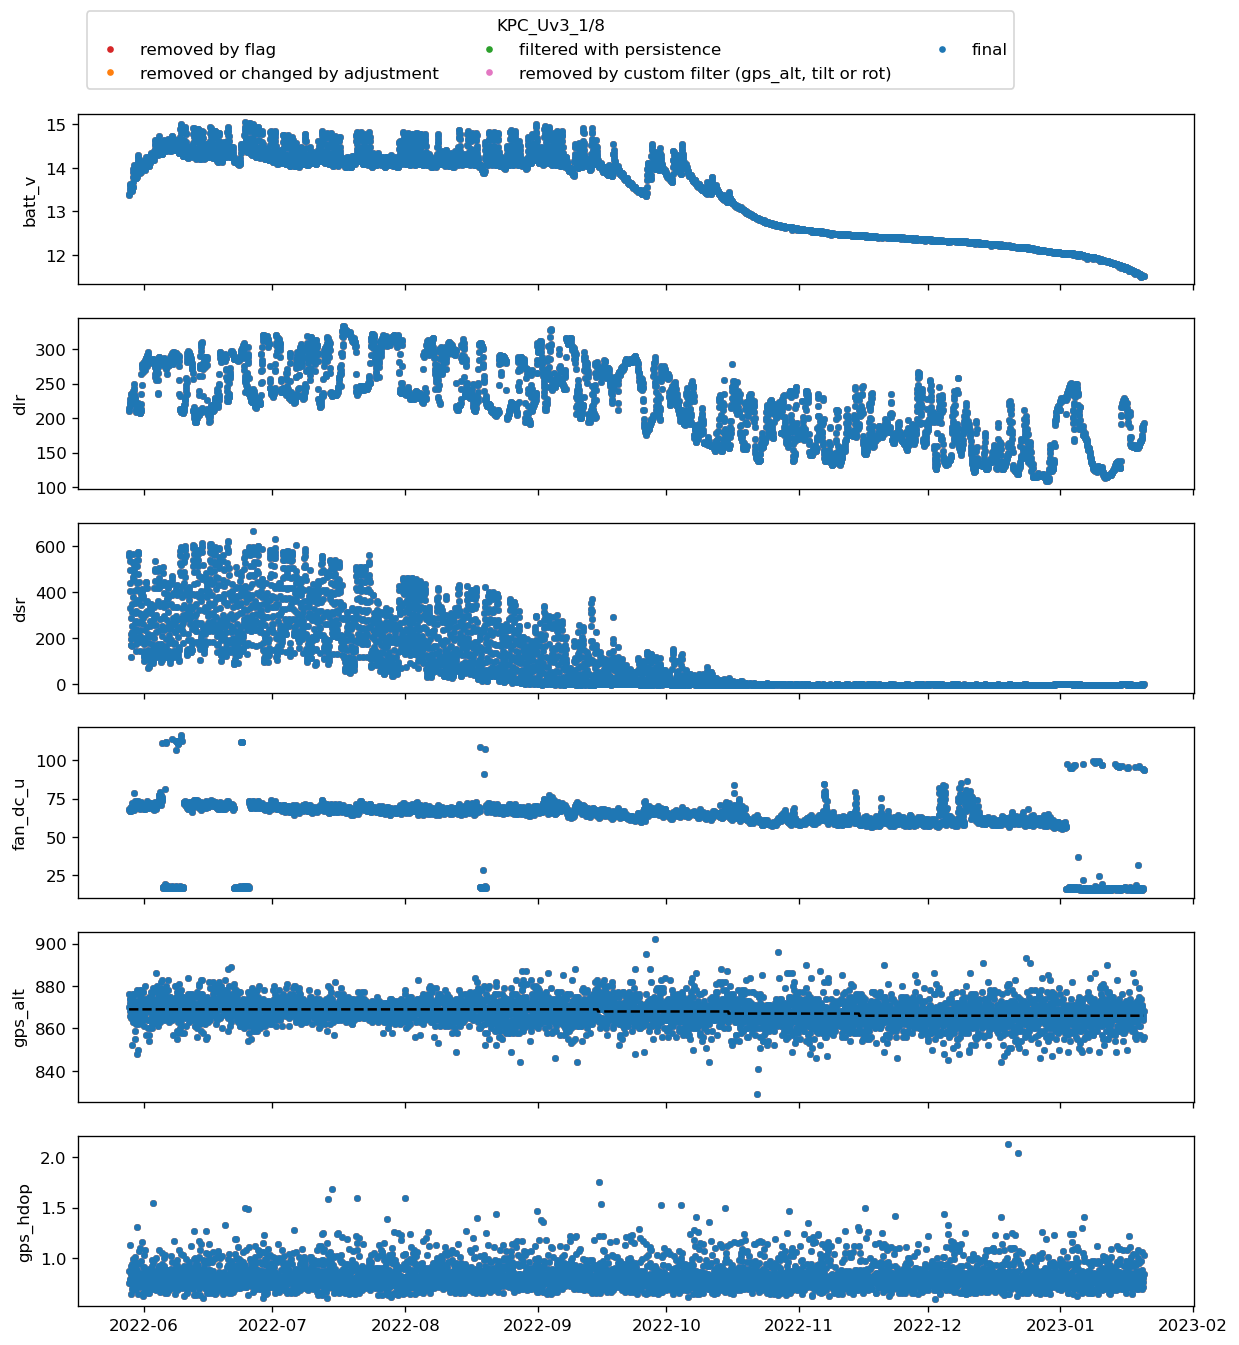 KPC_Uv3_1/8
removed by flag
removed or changed by adjustment
filtered with persistence
removed by custom filter (gps_alt, tilt or rot)
final
batt_v
15
14
13
12
dlr
300
250
200
150
100
dsr
600
400
200
0
fan_dc_u
100
75
50
25
gps_alt
900
880
860
840
gps_hdop
2.0
1.5
1.0
2022-06
2022-07
2022-08
2022-09
2022-10
2022-11
2022-12
2023-01
2023-02